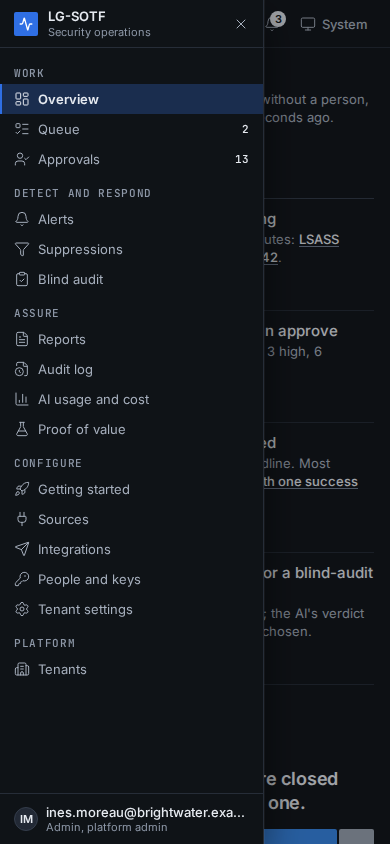 LG-SOTF
Security operations
3
System
WORK
Overview
Queue 2
Approvals 13
DETECT AND RESPOND
Alerts
Suppressions
Blind audit
ASSURE
Reports
Audit log
AI usage and cost
Proof of value
CONFIGURE
Getting started
Sources
Integrations
People and keys
Tenant settings
PLATFORM
Tenants
IM
ines.moreau@brightwater.exa...
Admin, platform admin
without a person,
conds ago.
utes: LSASS
42.
n approve
3 high, 6
dline. Most
th one success
or a blind-audit
; the AI's verdict
chosen.
re closed
one.